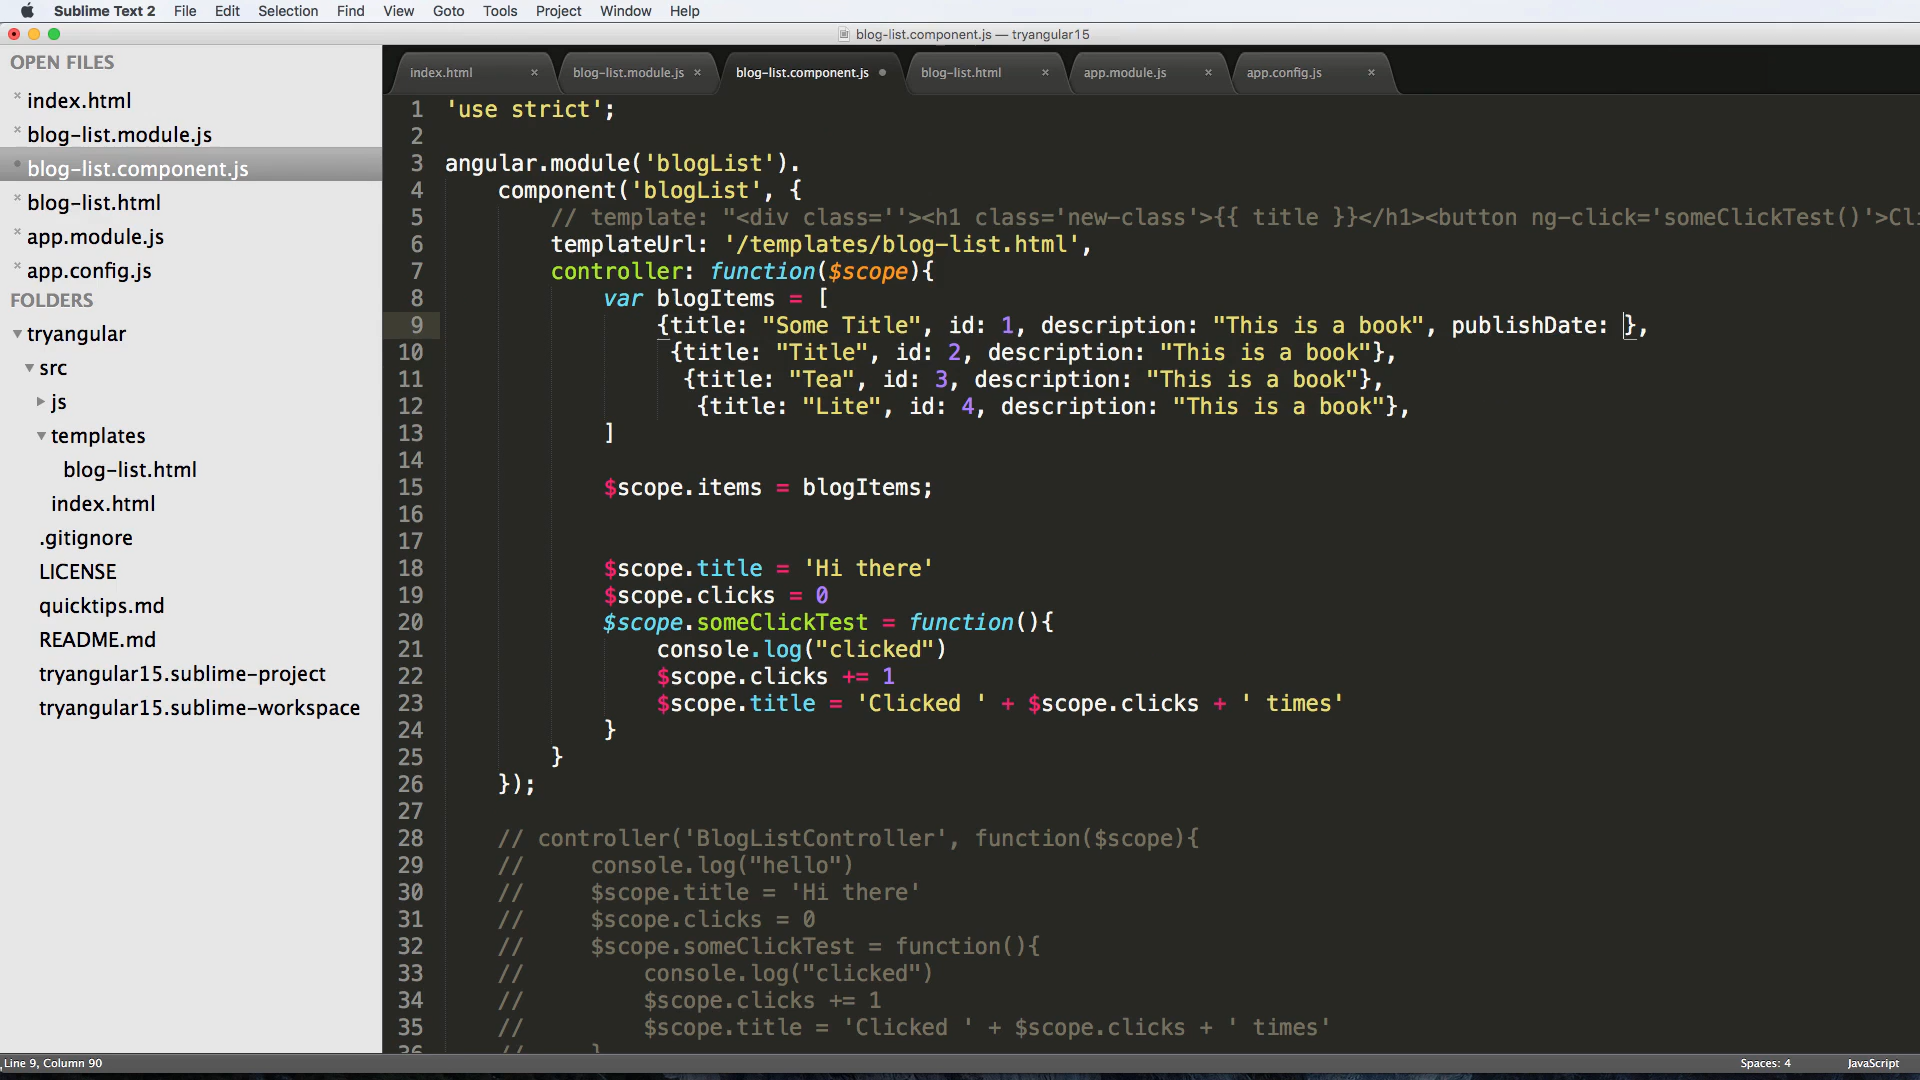 Sublime Text 2 File Edit Selection Find View Goto Tools Project Window Help
blog-list.component.js — tryangular15
OPEN FILES
index.html
blog-list.module.js
blog-list.component.js
blog-list.html
app.module.js
app.config.js
FOLDERS
tryangular
src
js
templates
blog-list.html
index.html
.gitignore
LICENSE
quicktips.md
README.md
tryangular15.sublime-project
tryangular15.sublime-workspace
index.html × blog-list.module.js × blog-list.component.js blog-list.html × app.module.js × app.config.js ×
1 'use strict';
2
3 angular.module('blogList').
4 component('blogList', {
5 // template: "<div class=''><h1 class='new-class'>{{ title }}</h1><button ng-click='someClickTest()'>Cli
6 templateUrl: '/templates/blog-list.html',
7 controller: function($scope){
8 var blogItems = [
9 {title: "Some Title", id: 1, description: "This is a book", publishDate: },
10 {title: "Title", id: 2, description: "This is a book"},
11 {title: "Tea", id: 3, description: "This is a book"},
12 {title: "Lite", id: 4, description: "This is a book"},
13 ]
14
15 $scope.items = blogItems;
16
17
18 $scope.title = 'Hi there'
19 $scope.clicks = 0
20 $scope.someClickTest = function(){
21 console.log("clicked")
22 $scope.clicks += 1
23 $scope.title = 'Clicked ' + $scope.clicks + ' times'
24 }
25 }
26 });
27
28 // controller('BlogListController', function($scope){
29 // console.log("hello")
30 // $scope.title = 'Hi there'
31 // $scope.clicks = 0
32 // $scope.someClickTest = function(){
33 // console.log("clicked")
34 // $scope.clicks += 1
35 // $scope.title = 'Clicked ' + $scope.clicks + ' times'
36 // }
Line 9, Column 90
Spaces: 4 JavaScript